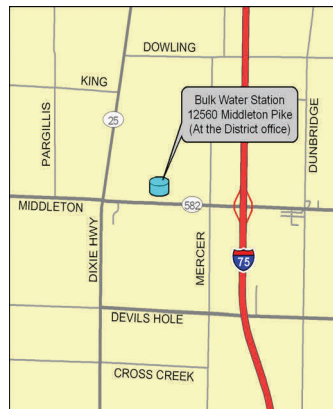 DOWLING
KING
Bulk Water Station
12560 Middleton Pike
(At the District office)
PARGILLIS
25
DUNBRIDGE
MIDDLETON
582
DIXIE HWY
MERCER
75
DEVILS HOLE
CROSS CREEK